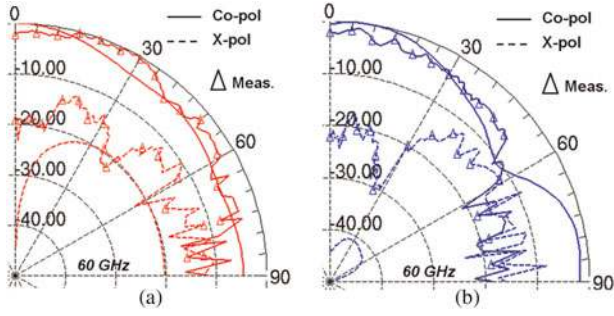 0
Co-pol
X-pol
Meas.
30
-10,00
-20,00
60
-30,00
-40,00
60 GHz
90
(a)
0
Co-pol
X-pol
Meas.
30
-10,00
-20,00
60
-30,00
-40,00
60 GHz
90
(b)